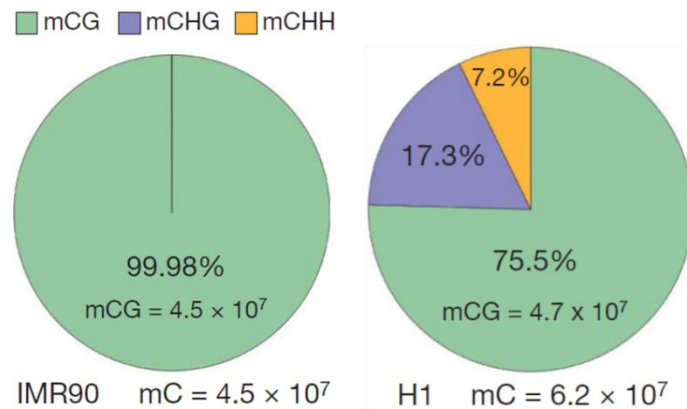 mCG mCHG mCHH
99.98%
mCG = 4.5 × 10⁷
IMR90 mC = 4.5 × 10⁷
7.2%
17.3%
75.5%
mCG = 4.7 x 10⁷
H1 mC = 6.2 × 10⁷